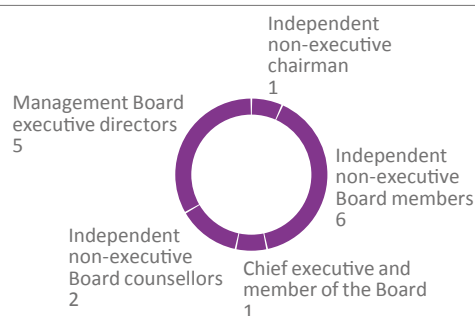 Independent
non-executive
chairman
1
Management Board
executive directors
5
Independent
non-executive
Board members
6
Independent
non-executive
Board counsellors
2
Chief executive and
member of the Board
1